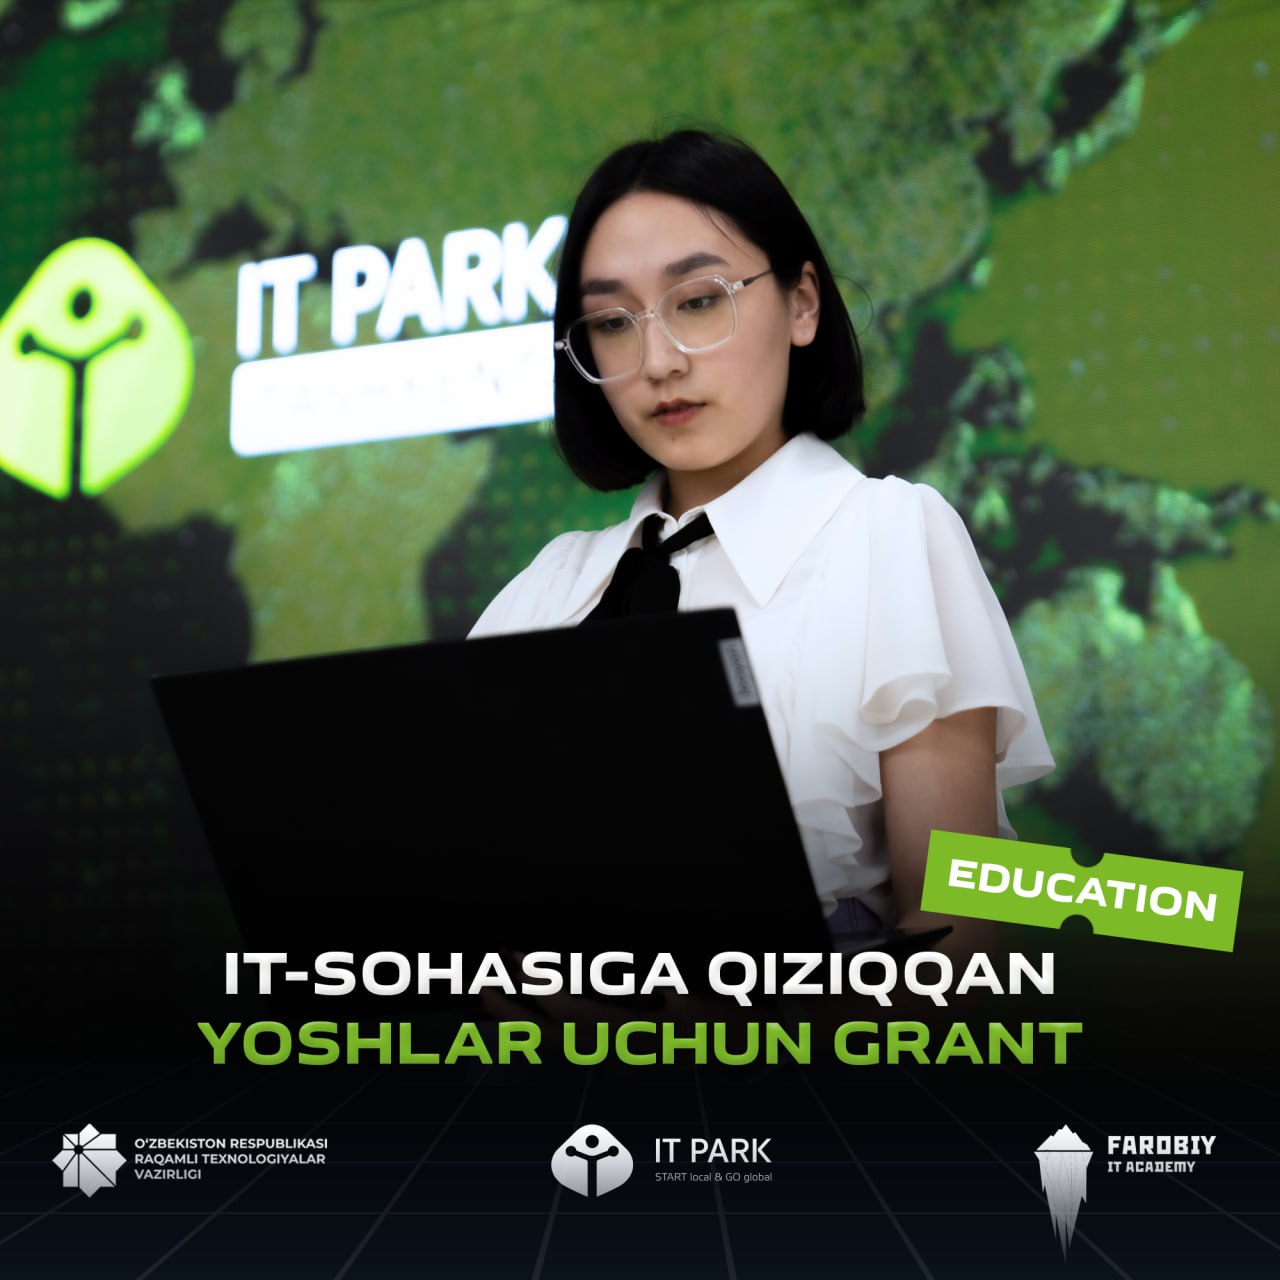 IT PARK
EDUCATION
IT-SOHASIGA QIZIQQAN
YOSHLAR UCHUN GRANT
O‘ZBEKISTON RESPUBLIKASI
RAQAMLI TEXNOLOGIYALAR
VAZIRLIGI
IT PARK
START local & GO global
FAROBIY
IT ACADEMY